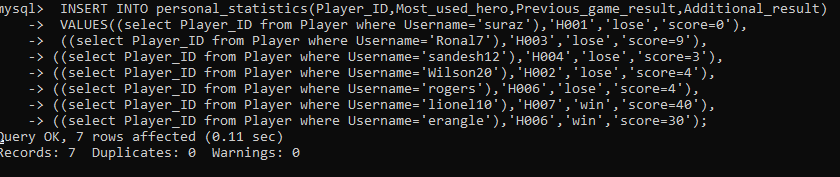 mysql>  INSERT INTO personal_statistics(Player_ID,Most_used_hero,Previous_game_result,Additional_result)
    ->  VALUES((select Player_ID from Player where Username='suraz'),'H001','lose','score=0'),
    ->  ((select Player_ID from Player where Username='Ronal7'),'H003','lose','score=9'),
    -> ((select Player_ID from Player where Username='sandesh12'),'H004','lose','score=3'),
    -> ((select Player_ID from Player where Username='Wilson20'),'H002','lose','score=4'),
    -> ((select Player_ID from Player where Username='rogers'),'H006','lose','score=4'),
    -> ((select Player_ID from Player where Username='lionel10'),'H007','win','score=40'),
    -> ((select Player_ID from Player where Username='erangle'),'H006','win','score=30');
Query OK, 7 rows affected (0.11 sec)
Records: 7  Duplicates: 0  Warnings: 0